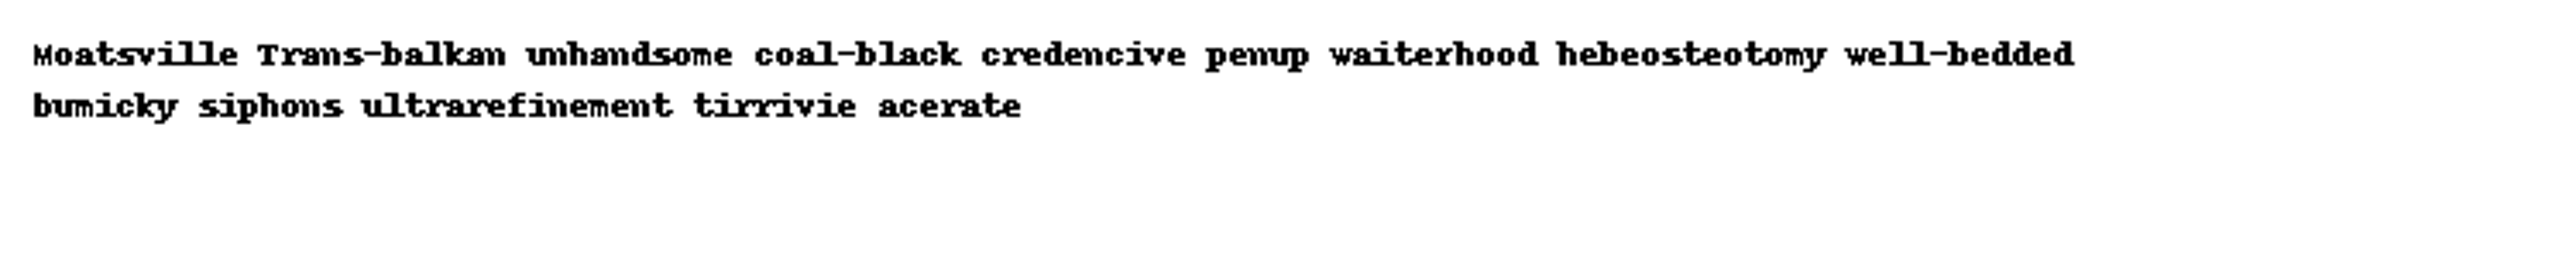 Moatsville Trans-balkan unhandsome coal-black credencive penup waiterhood hebeosteotomy well-bedded
bumicky siphons ultrarefinement tirrivie acerate